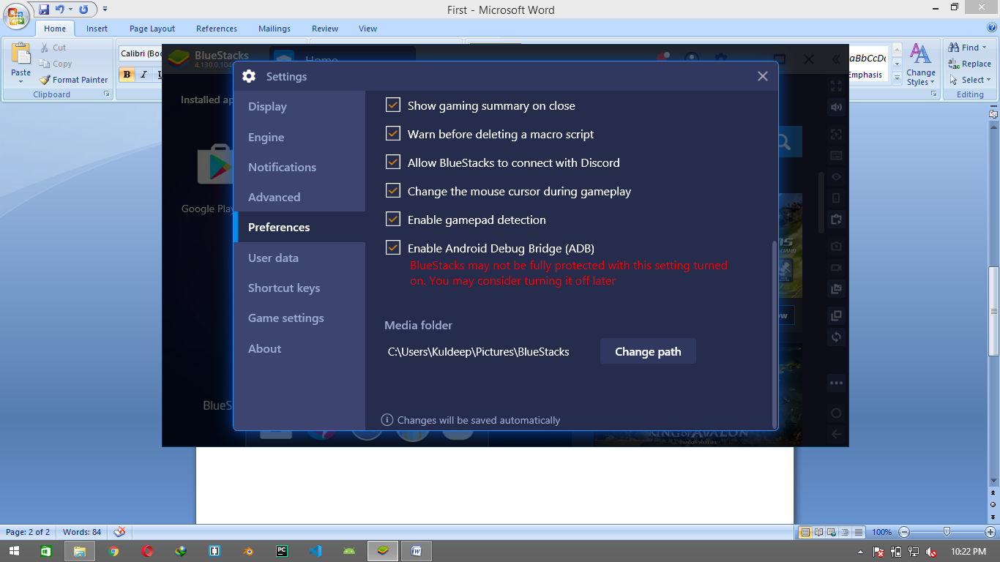 First - Microsoft Word
Home
Insert
Page Layout
References
Mailings
Review
View
Paste
Cut
Copy
Format Painter
Clipboard
Calibri (Boo
B I
Emphasis
Change
Styles
Find
Replace
Select
Editing
BlueStacks
4.130.0.104
Home
Installed ap
Google Play
BlueS
Settings
Display
Engine
Notifications
Advanced
Preferences
User data
Shortcut keys
Game settings
About
Show gaming summary on close
Warn before deleting a macro script
Allow BlueStacks to connect with Discord
Change the mouse cursor during gameplay
Enable gamepad detection
Enable Android Debug Bridge (ADB)
BlueStacks may not be fully protected with this setting turned
on. You may consider turning it off later
Media folder
C:\Users\Kuldeep\Pictures\BlueStacks
Change path
Changes will be saved automatically
KING OF AVALON
Page: 2 of 2
Words: 84
100%
10:22 PM